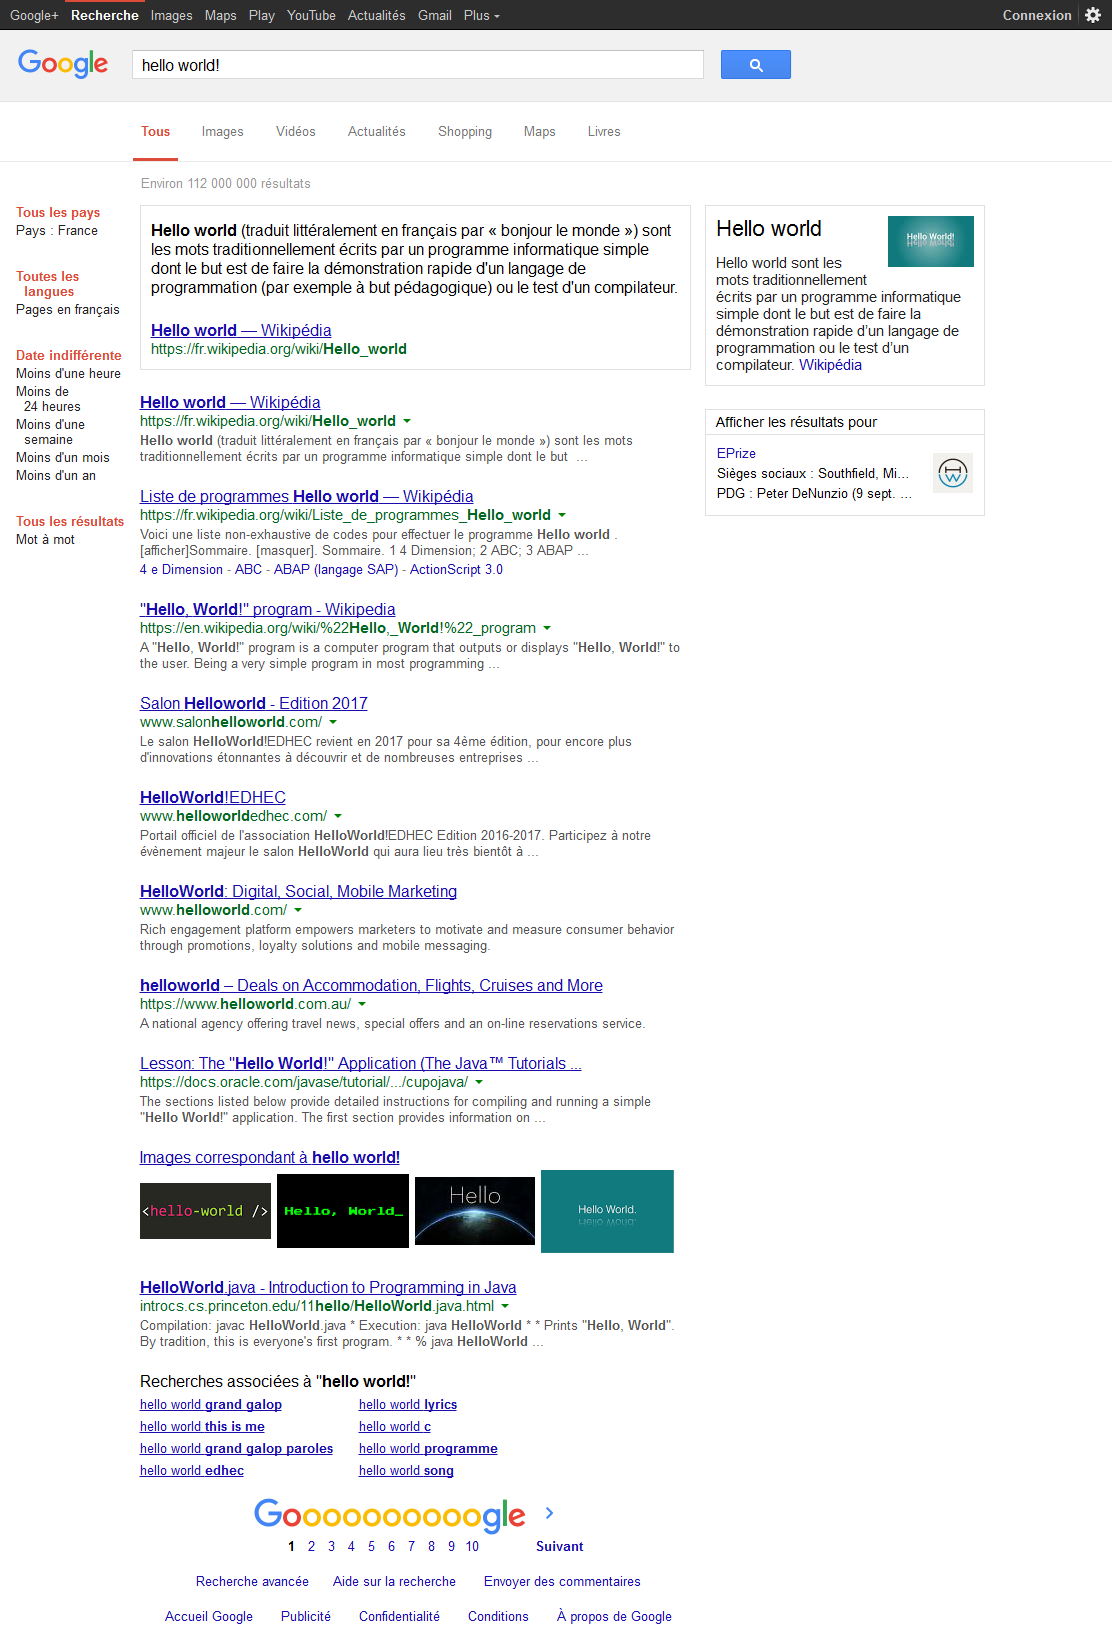 Google+ Recherche Images Maps Play YouTube Actualités Gmail Plus Connexion
Google hello world!
Tous Images Vidéos Actualités Shopping Maps Livres
Environ 112 000 000 résultats
Tous les pays
Pays : France
Toutes les
langues
Pages en français
Date indifférente
Moins d'une heure
Moins de
24 heures
Moins d'une
semaine
Moins d'un mois
Moins d'un an
Tous les résultats
Mot à mot
Hello world (traduit littéralement en français par « bonjour le monde ») sont
les mots traditionnellement écrits par un programme informatique simple
dont le but est de faire la démonstration rapide d'un langage de
programmation (par exemple à but pédagogique) ou le test d'un compilateur.
Hello world — Wikipédia
https://fr.wikipedia.org/wiki/Hello_world
Hello world — Wikipédia
https://fr.wikipedia.org/wiki/Hello_world
Hello world (traduit littéralement en français par « bonjour le monde ») sont les mots
traditionnellement écrits par un programme informatique simple dont le but ...
Liste de programmes Hello world — Wikipédia
https://fr.wikipedia.org/wiki/Liste_de_programmes_Hello_world
Voici une liste non-exhaustive de codes pour effectuer le programme Hello world .
[afficher]Sommaire. [masquer]. Sommaire. 1 4 Dimension; 2 ABC; 3 ABAP ...
4 e Dimension - ABC - ABAP (langage SAP) - ActionScript 3.0
"Hello, World!" program - Wikipedia
https://en.wikipedia.org/wiki/%22Hello,_World!%22_program
A "Hello, World!" program is a computer program that outputs or displays "Hello, World!" to
the user. Being a very simple program in most programming ...
Salon Helloworld - Edition 2017
www.salonhelloworld.com/
Le salon HelloWorld!EDHEC revient en 2017 pour sa 4ème édition, pour encore plus
d'innovations étonnantes à découvrir et de nombreuses entreprises ...
HelloWorld!EDHEC
www.helloworldedhec.com/
Portail officiel de l'association HelloWorld!EDHEC Edition 2016-2017. Participez à notre
évènement majeur le salon HelloWorld qui aura lieu très bientôt à ...
HelloWorld: Digital, Social, Mobile Marketing
www.helloworld.com/
Rich engagement platform empowers marketers to motivate and measure consumer behavior
through promotions, loyalty solutions and mobile messaging.
helloworld – Deals on Accommodation, Flights, Cruises and More
https://www.helloworld.com.au/
A national agency offering travel news, special offers and an on-line reservations service.
Lesson: The "Hello World!" Application (The Java™ Tutorials ...
https://docs.oracle.com/javase/tutorial/.../cupojava/
The sections listed below provide detailed instructions for compiling and running a simple
"Hello World!" application. The first section provides information on ...
Images correspondant à hello world!
<hello-world />
Hello, World_
Hello
Hello World.
HelloWorld.java - Introduction to Programming in Java
introcs.cs.princeton.edu/11hello/HelloWorld.java.html
Compilation: javac HelloWorld.java * Execution: java HelloWorld * * Prints "Hello, World".
By tradition, this is everyone's first program. * * % java HelloWorld ...
Recherches associées à "hello world!"
hello world grand galop hello world lyrics
hello world this is me hello world c
hello world grand galop paroles hello world programme
hello world edhec hello world song
Goooooooooogle
1 2 3 4 5 6 7 8 9 10 Suivant
Recherche avancée Aide sur la recherche Envoyer des commentaires
Accueil Google Publicité Confidentialité Conditions À propos de Google
Hello world
Hello World!
Hello world sont les
mots traditionnellement
écrits par un programme informatique
simple dont le but est de faire la
démonstration rapide d'un langage de
programmation ou le test d'un
compilateur. Wikipédia
Afficher les résultats pour
EPrize
Sièges sociaux : Southfield, Mi...
PDG : Peter DeNunzio (9 sept. ...
HW